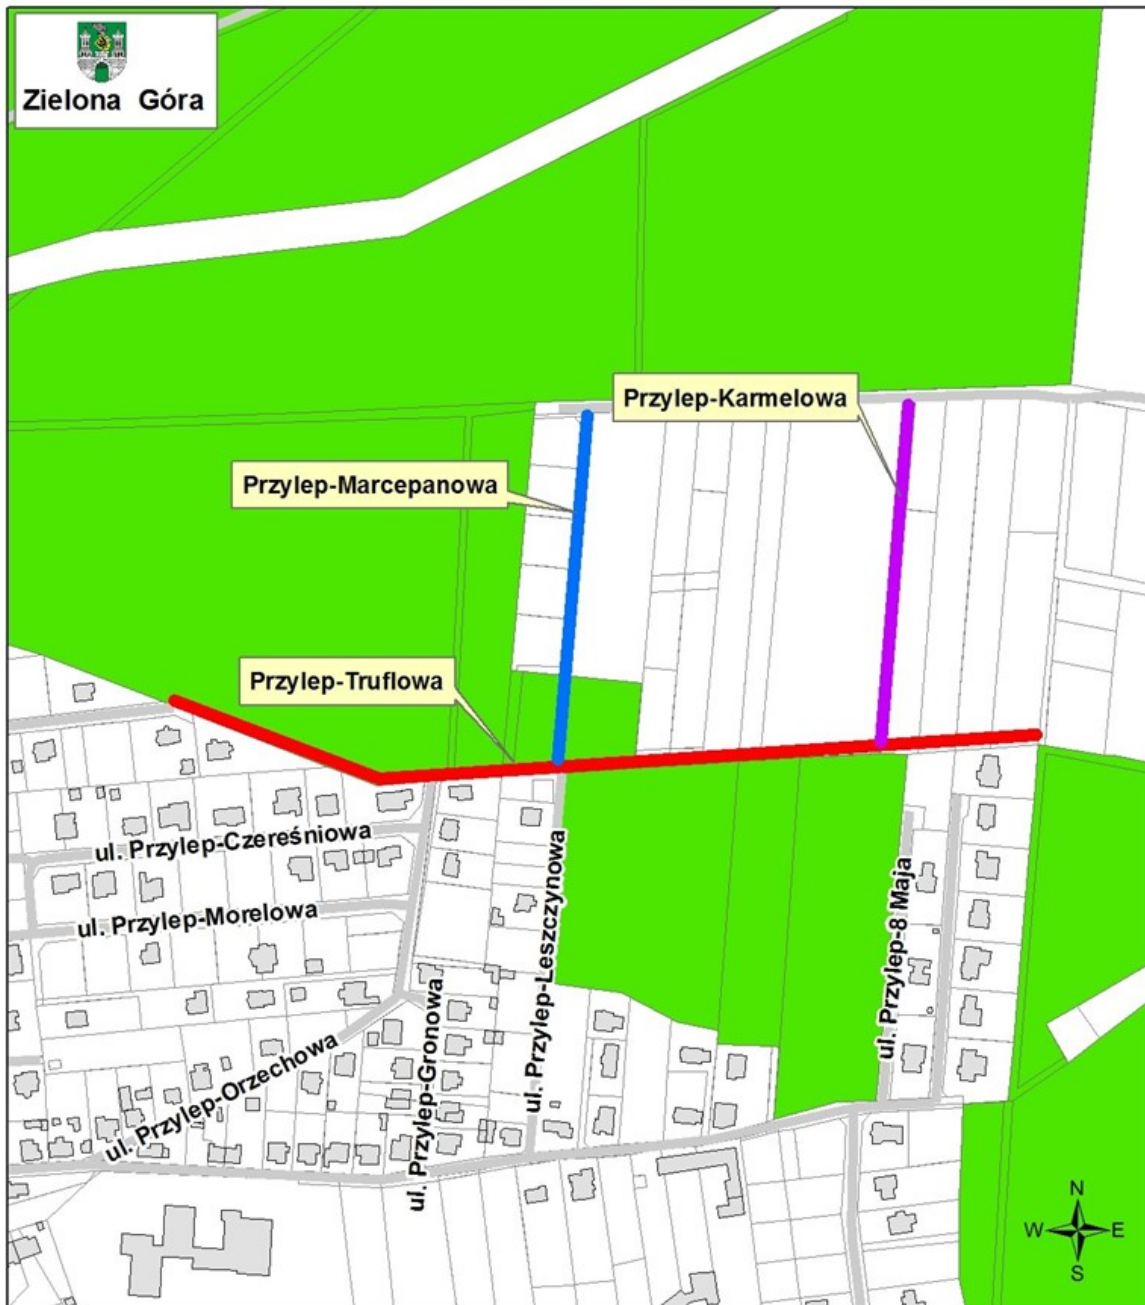 Zielona Góra
Przylep-Karmelowa
Przylep-Marcepanowa
Przylep-Truflowa
ul. Przylep-Czereśniowa
ul. Przylep-Morelowa
ul. Przylep-Orzechowa
ul. Przylep-Gronowa
ul. Przylep-Leszczynowa
ul. Przylep-8 Maja
N
W E
S